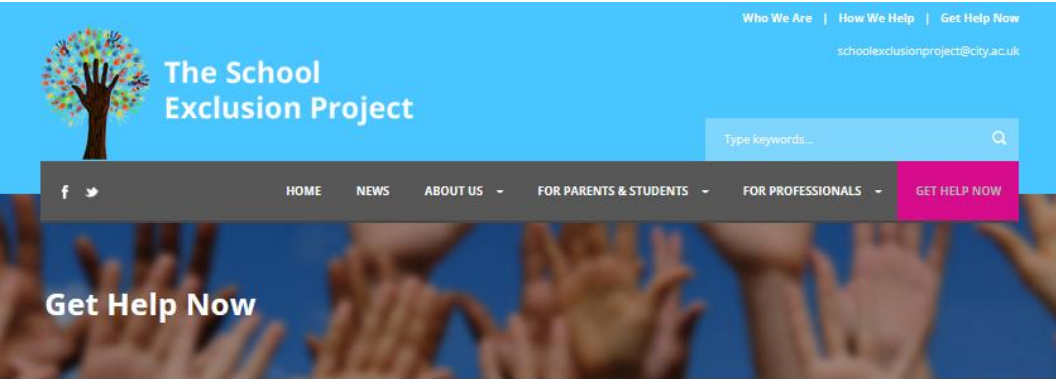 Who We Are | How We Help | Get Help Now
schoolexclusionproject@city.ac.uk
The School
Exclusion Project
Type keywords...
f HOME NEWS ABOUT US FOR PARENTS & STUDENTS FOR PROFESSIONALS GET HELP NOW
Get Help Now